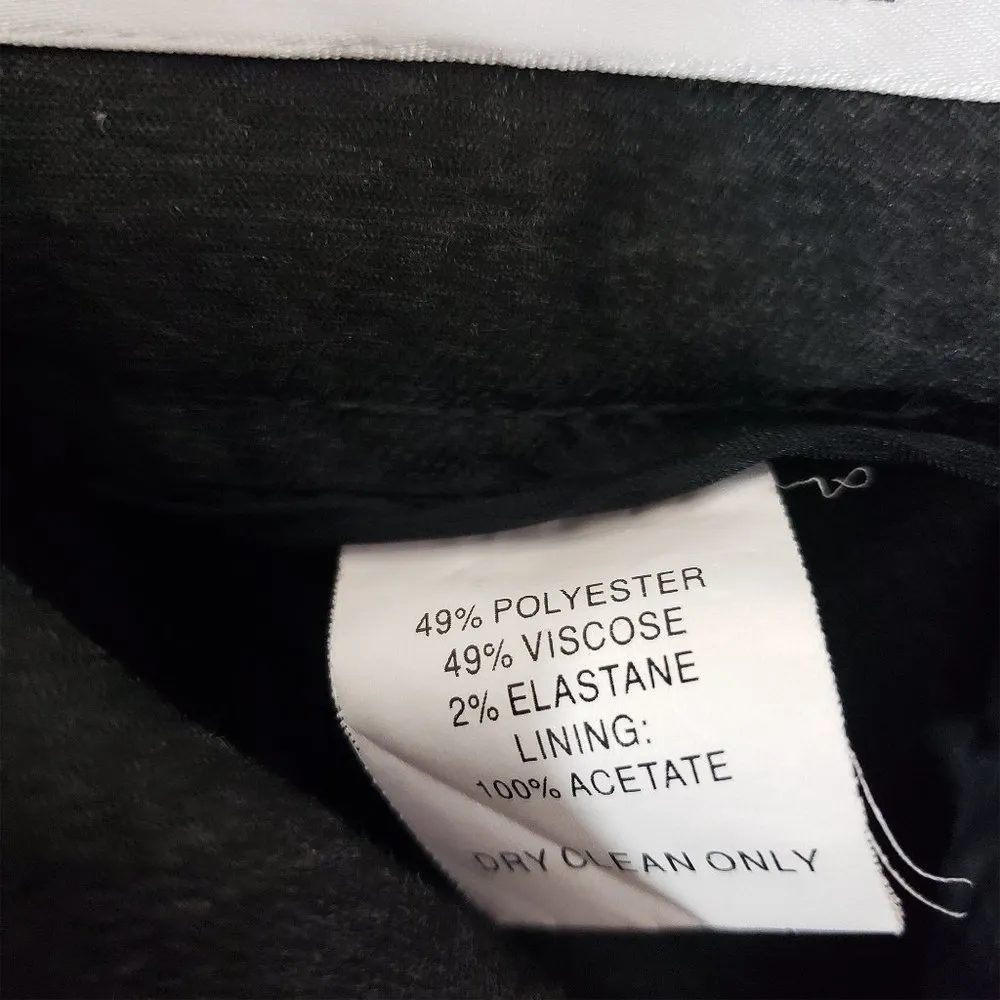 49% POLYESTER
49% VISCOSE
2% ELASTANE
LINING:
100% ACETATE
DRY CLEAN ONLY